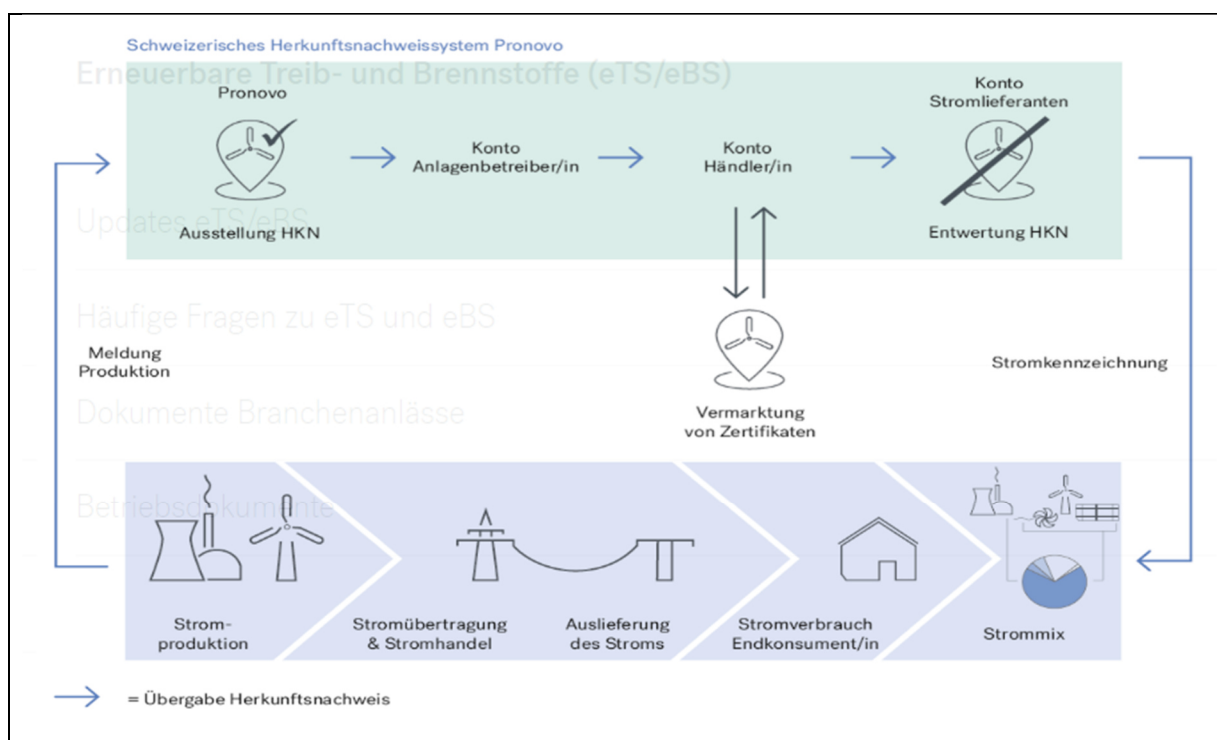 Schweizerisches Herkunftsnachweissystem Pronovo
Erneuerbare Treib- und Brennstoffe (eTS/eBS)
Pronovo
Konto
Stromlieferanten
Konto
Anlagenbetreiber/in
Konto
Händler/in
Updates eTS/eBS
Ausstellung HKN
Entwertung HKN
Häufige Fragen zu eTS und eBS
Meldung
Produktion
Stromkennzeichnung
Dokumente Branchenanlässe
Vermarktung
von Zertifikaten
Betriebsdokumente
Strom-
produktion
Stromübertragung
& Stromhandel
Auslieferung
des Stroms
Stromverbrauch
Endkonsument/in
Strommix
= Übergabe Herkunftsnachweis